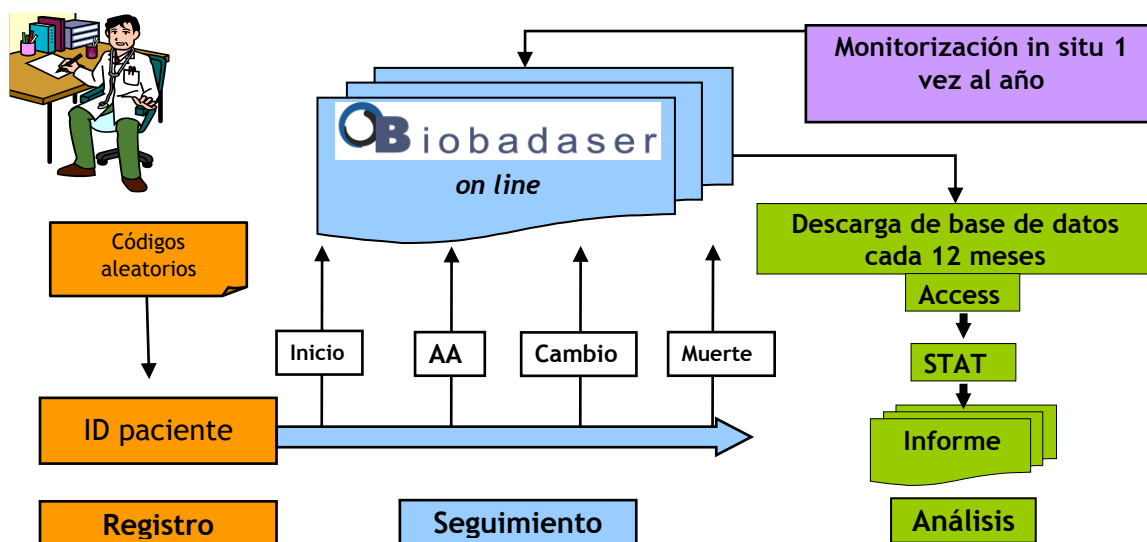 Monitorización in situ 1
vez al año
Biobadaser
on line
Códigos
aleatorios
Descarga de base de datos
cada 12 meses
Access
Inicio
AA
Cambio
Muerte
STAT
ID paciente
Informe
Registro
Seguimiento
Análisis